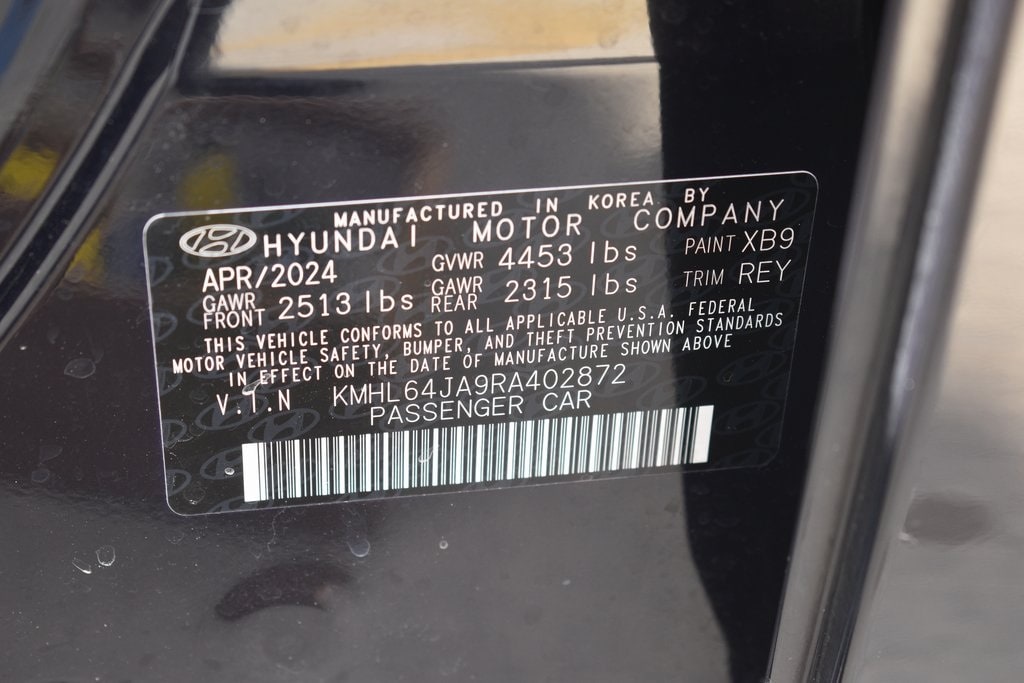 MANUFACTURED IN KOREA BY
HYUNDAI MOTOR COMPANY
APR/2024 GVWR 4453 lbs PAINT XB9
GAWR FRONT 2513 lbs GAWR REAR 2315 lbs TRIM REY
THIS VEHICLE CONFORMS TO ALL APPLICABLE U.S.A. FEDERAL
MOTOR VEHICLE SAFETY, BUMPER, AND THEFT PREVENTION STANDARDS
IN EFFECT ON THE DATE OF MANUFACTURE SHOWN ABOVE
V.I.N KMHL64JA9RA402872
PASSENGER CAR